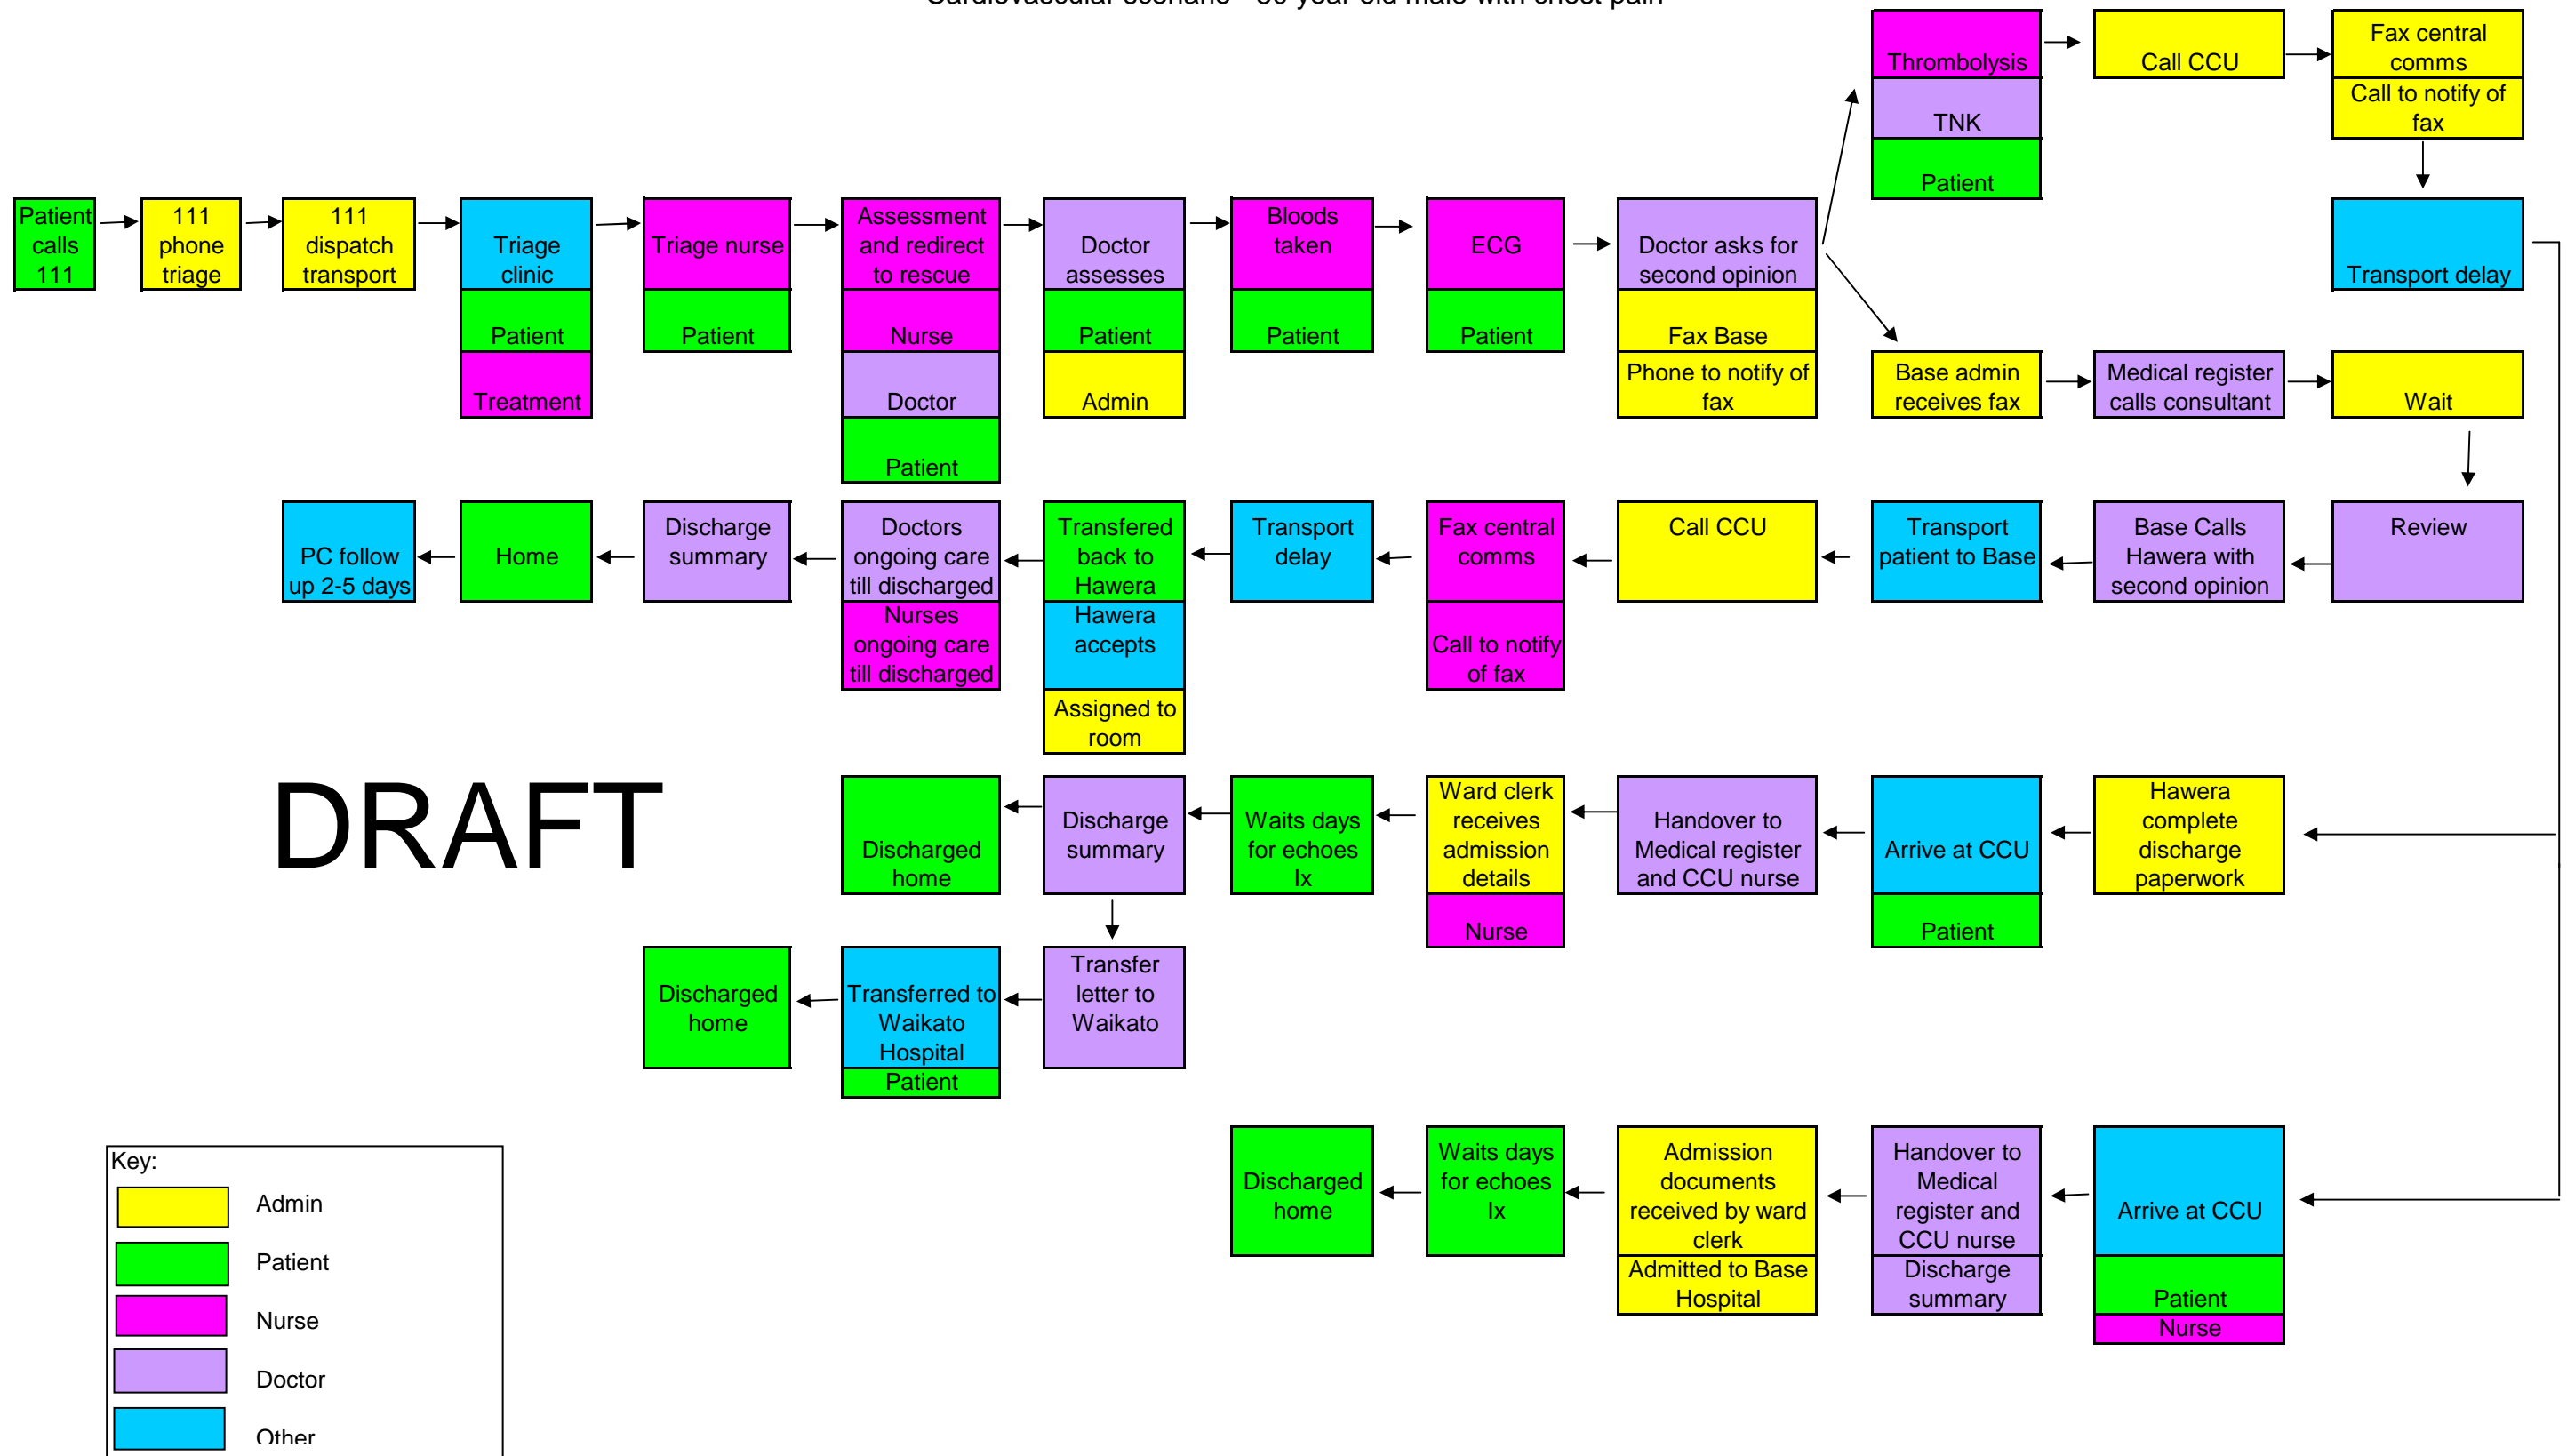 Cardiovascular scenario - 50 year old male with chest pain
Thrombolysis
TNK
Patient
Call CCU
Fax central
comms
Call to notify of
fax
Transport delay
Patient
calls
111
111
phone
triage
111
dispatch
transport
Triage
clinic
Patient
Treatment
Triage nurse
Patient
Assessment
and redirect
to rescue
Nurse
Doctor
Patient
Doctor
assesses
Patient
Admin
Bloods
taken
Patient
ECG
Patient
Doctor asks for
second opinion
Fax Base
Phone to notify of
fax
Base admin
receives fax
Medical register
calls consultant
Wait
Review
Base Calls
Hawera with
second opinion
Transport
patient to Base
Call CCU
Fax central
comms
Call to notify
of fax
Transport
delay
Transfered
back to
Hawera
Hawera
accepts
Assigned to
room
Doctors
ongoing care
till discharged
Nurses
ongoing care
till discharged
Discharge
summary
Home
PC follow
up 2-5 days
DRAFT
Hawera
complete
discharge
paperwork
Arrive at CCU
Patient
Handover to
Medical register
and CCU nurse
Ward clerk
receives
admission
details
Nurse
Waits days
for echoes
Ix
Discharge
summary
Discharged
home
Transfer
letter to
Waikato
Transferred to
Waikato
Hospital
Patient
Discharged
home
Arrive at CCU
Patient
Nurse
Handover to
Medical
register and
CCU nurse
Discharge
summary
Admission
documents
received by ward
clerk
Admitted to Base
Hospital
Waits days
for echoes
Ix
Discharged
home
Key:
Admin
Patient
Nurse
Doctor
Other